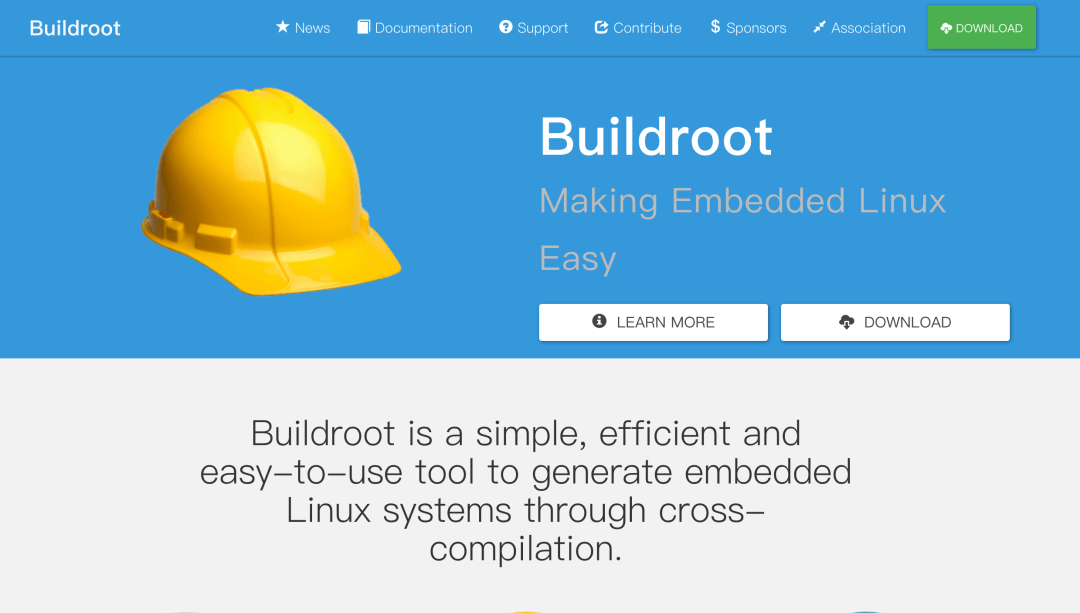 Buildroot
News
Documentation
Support
Contribute
Sponsors
Association
DOWNLOAD
Buildroot
Making Embedded Linux
Easy
LEARN MORE
DOWNLOAD
Buildroot is a simple, efficient and
easy-to-use tool to generate embedded
Linux systems through cross-
compilation.